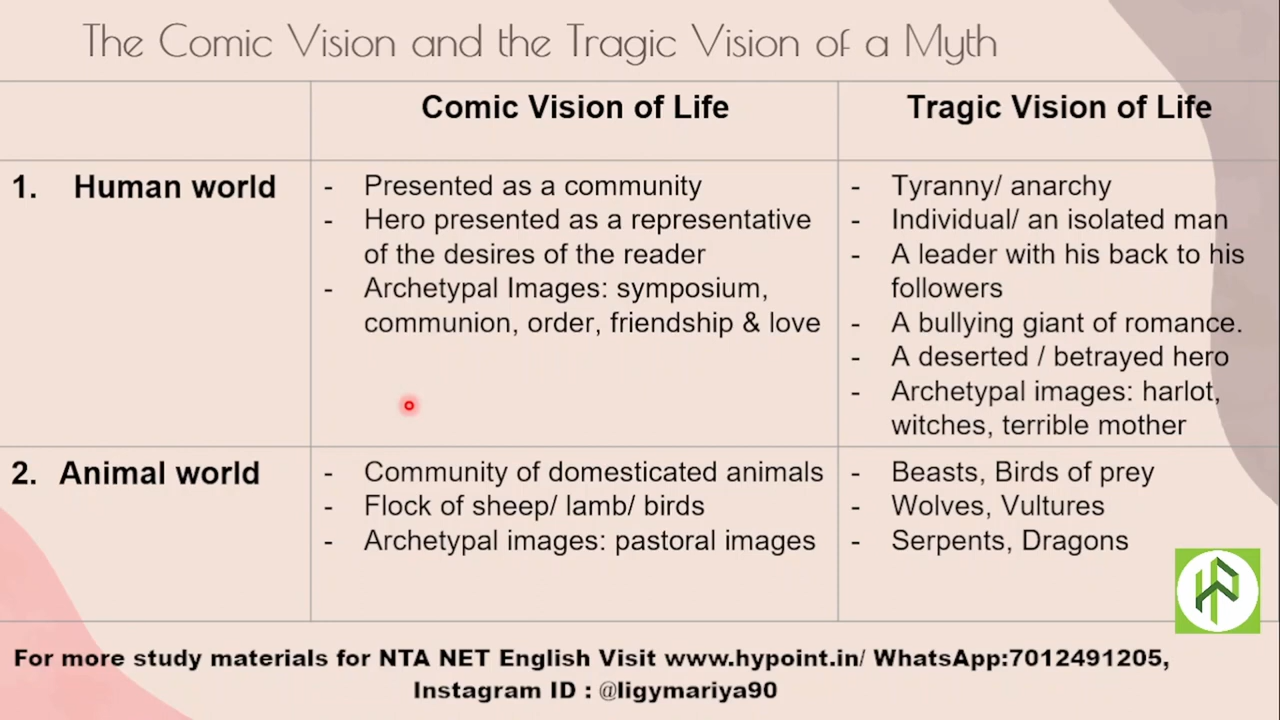 The Comic Vision and the Tragic Vision of a Myth
Comic Vision of Life
Tragic Vision of Life
1. Human world
- Presented as a community
- Hero presented as a representative
of the desires of the reader
- Archetypal Images: symposium,
communion, order, friendship & love
- Tyranny/ anarchy
- Individual/ an isolated man
- A leader with his back to his
followers
- A bullying giant of romance.
- A deserted / betrayed hero
- Archetypal images: harlot,
witches, terrible mother
2. Animal world
- Community of domesticated animals
- Flock of sheep/ lamb/ birds
- Archetypal images: pastoral images
- Beasts, Birds of prey
- Wolves, Vultures
- Serpents, Dragons
For more study materials for NTA NET English Visit www.hypoint.in/ WhatsApp:7012491205,
Instagram ID : @ligymariya90